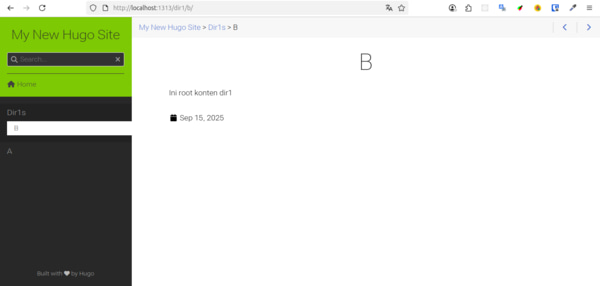 http://localhost:1313/dir1/b/
My New Hugo Site
Search...
Home
Dir1s
B
A
Built with by Hugo
My New Hugo Site > Dir1s > B
B
Ini root konten dir1
Sep 15, 2025